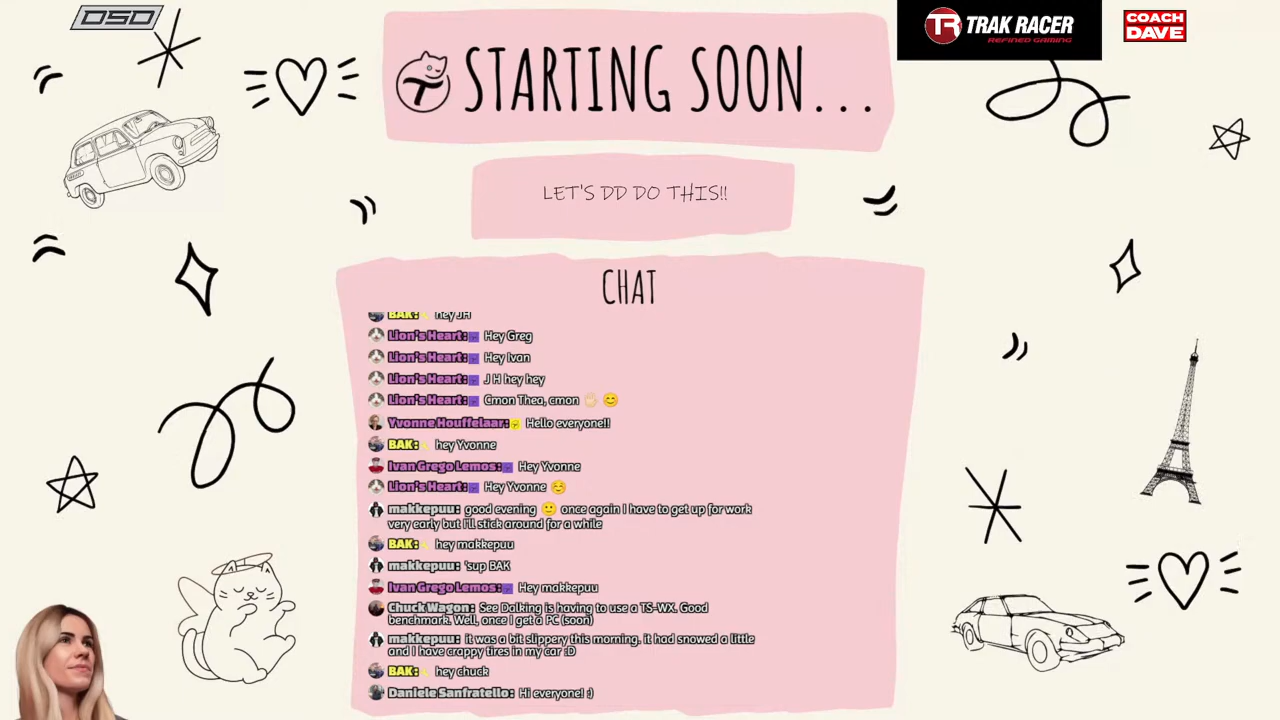 DSD
STARTING SOON...
TR TRAK RACER
REFINED GAMING
COACH
DAVE
LET'S DD DO THIS!!
CHAT
BAK: hey JH
Lion's Heart: Hey Greg
Lion's Heart: Hey Ivan
Lion's Heart: J H hey hey
Lion's Heart: Cmon Thea, cmon ✊🏻 😊
Yvonne Houffelaar: Hello everyone!!
BAK: hey Yvonne
Ivan Grego Lemos: Hey Yvonne
Lion's Heart: Hey Yvonne ☺️
makkepuu: good evening 🙂 once again I have to get up for work
very early but I'll stick around for a while
BAK: hey makkepuu
makkepuu: 'sup BAK
Ivan Grego Lemos: Hey makkepuu
Chuck Wagon: See Dalking is having to use a TS-WX. Good
benchmark. Well, once I get a PC (soon)
makkepuu: it was a bit slippery this morning. it had snowed a little
and I have crappy tires in my car :D
BAK: hey chuck
Daniele Sanfratello: Hi everyone! :)